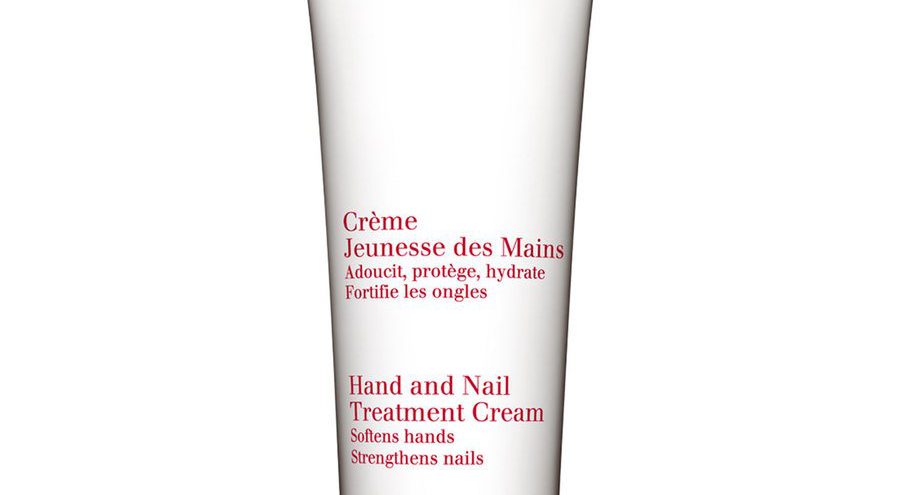 Crème
Jeunesse des Mains
Adoucit, protège, hydrate
Fortifie les ongles
Hand and Nail
Treatment Cream
Softens hands
Strengthens nails